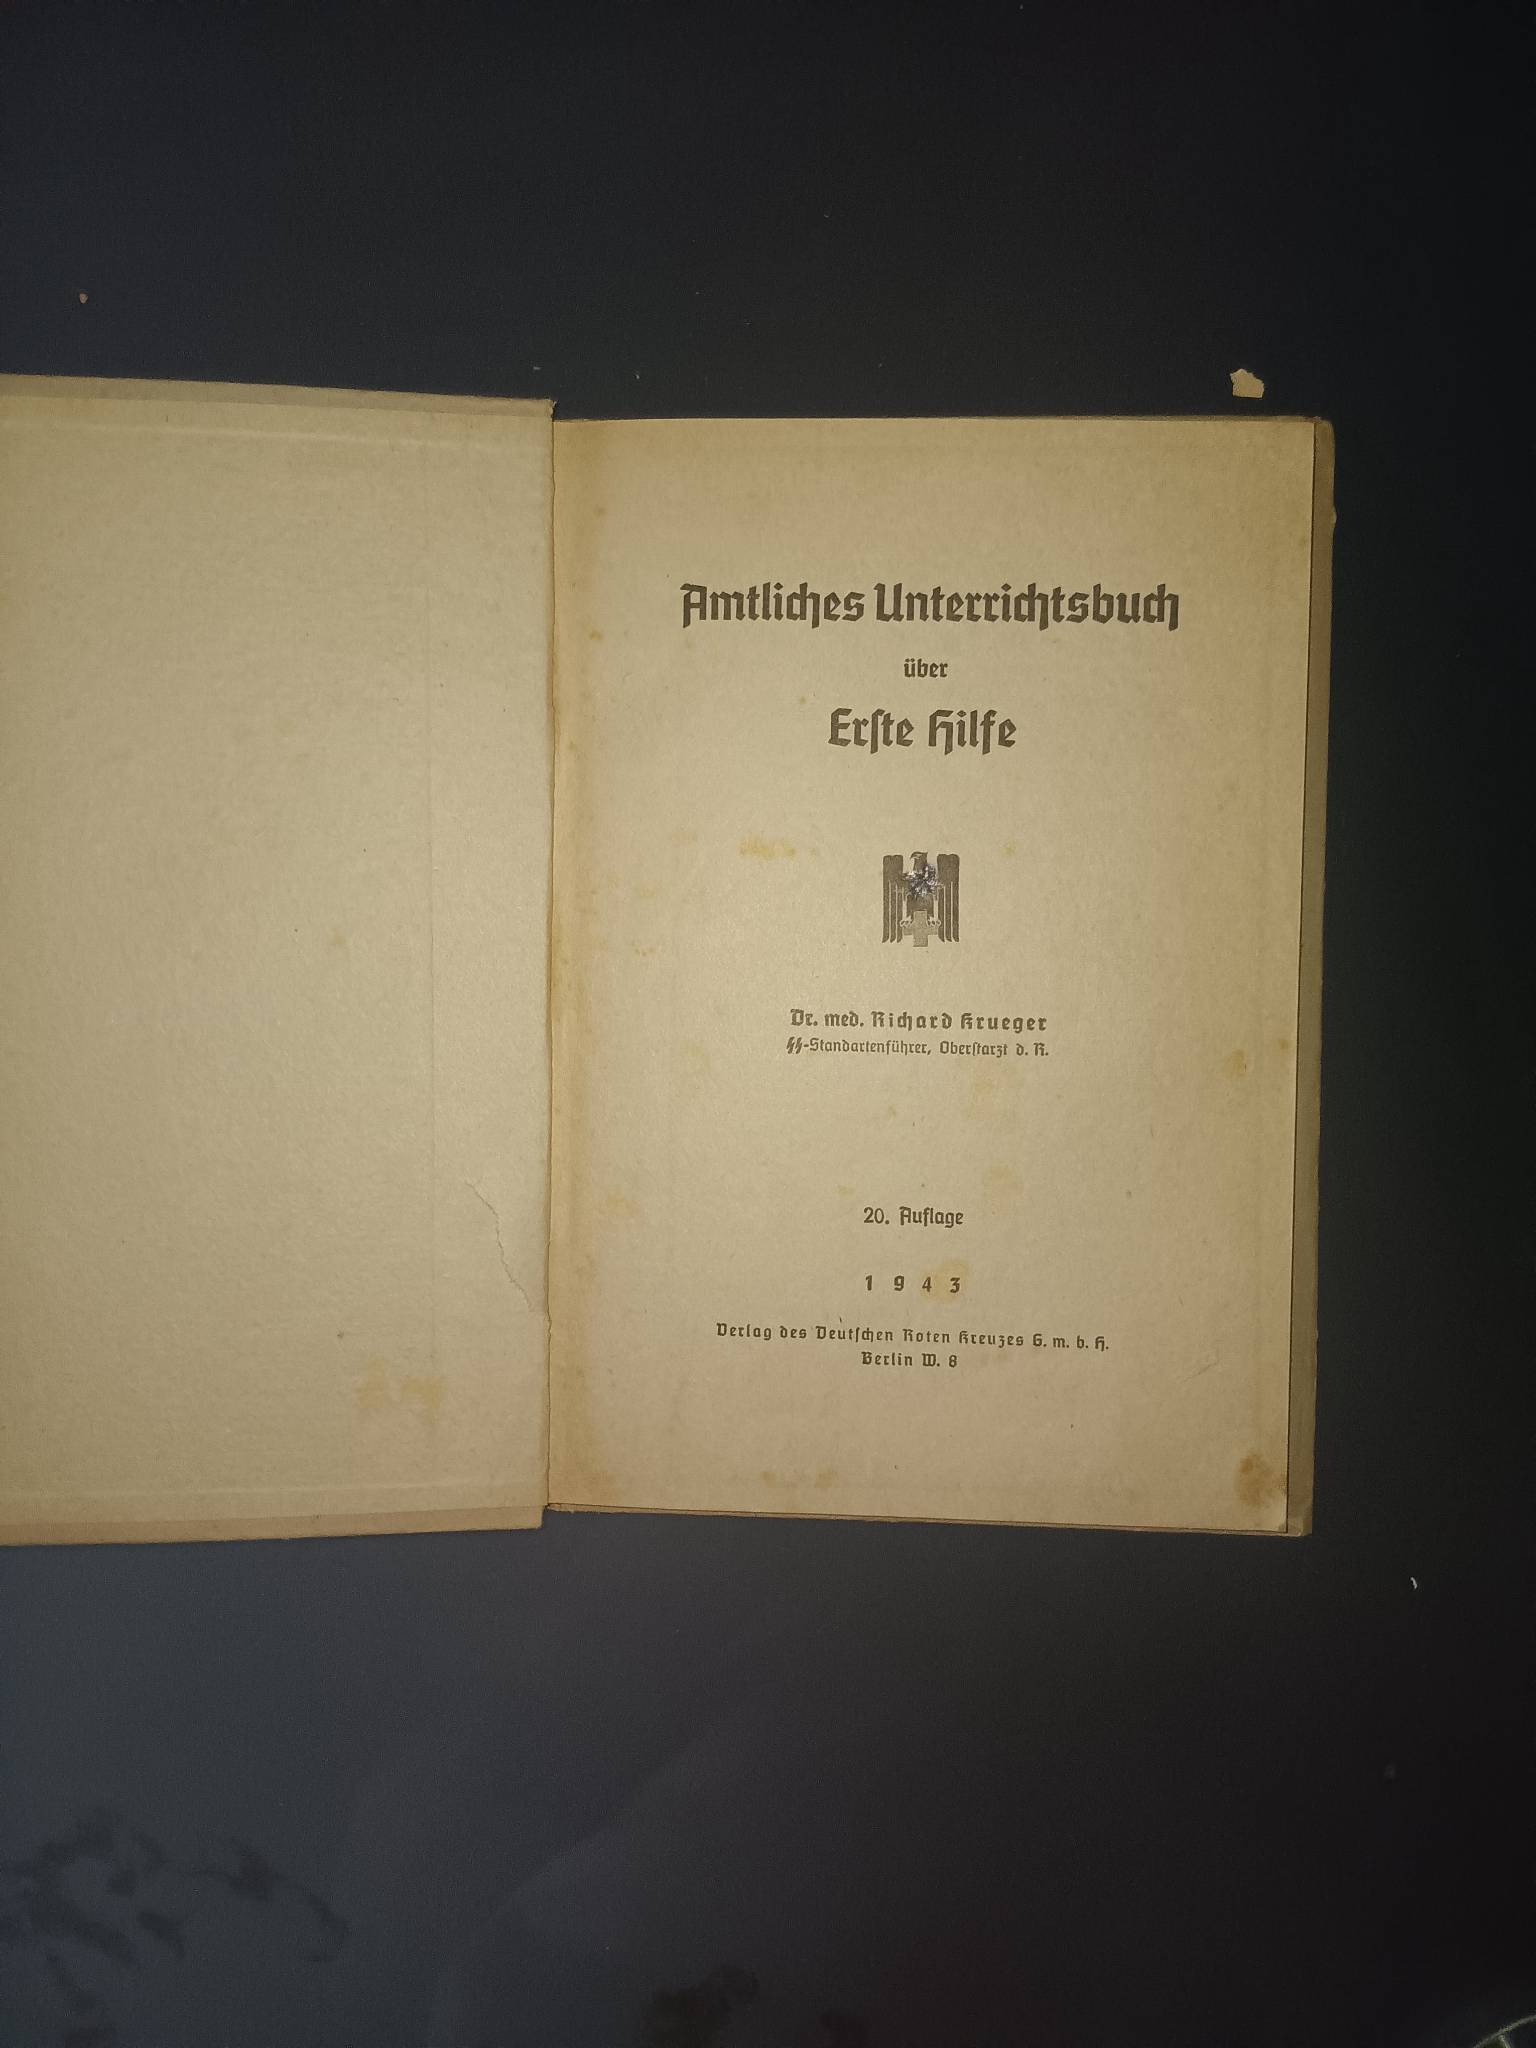 Amtliches Unterrichtsbuch
über
Erſte Hilfe
Dr. med. Richard Krueger
ᛋᛋ-Standartenführer, Oberſtarzt d. R.
20. Auflage
1943
Verlag des Deutſchen Roten Kreuzes G. m. b. H.
Berlin W. 8